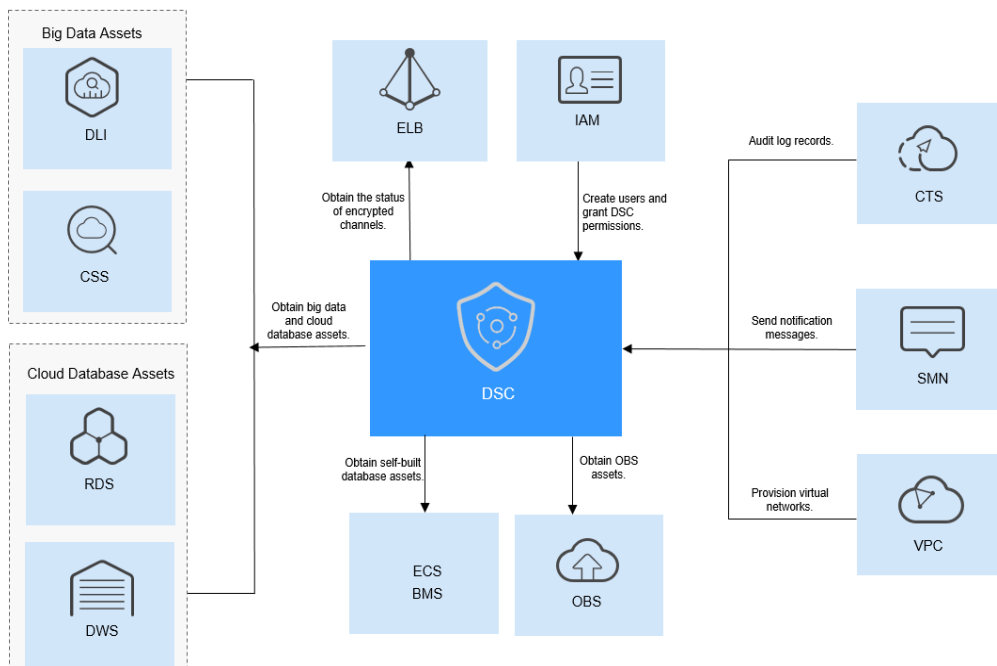 Big Data Assets
DLI
CSS
Cloud Database Assets
RDS
DWS
Obtain big data
and cloud
database assets.
ELB
Obtain the status
of encrypted
channels.
IAM
Create users and
grant DSC
permissions.
DSC
Obtain self-built
database assets.
ECS
BMS
Obtain OBS
assets.
OBS
Audit log records.
CTS
Send notification
messages.
SMN
Provision virtual
networks.
VPC